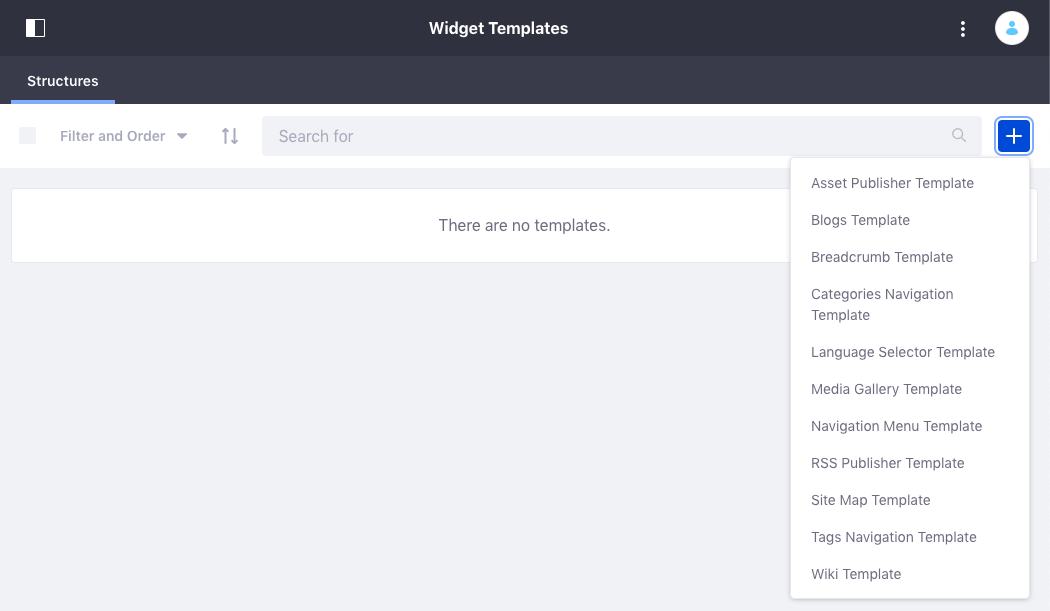 Widget Templates
Structures
Filter and Order
Search for
There are no templates.
Asset Publisher Template
Blogs Template
Breadcrumb Template
Categories Navigation
Template
Language Selector Template
Media Gallery Template
Navigation Menu Template
RSS Publisher Template
Site Map Template
Tags Navigation Template
Wiki Template